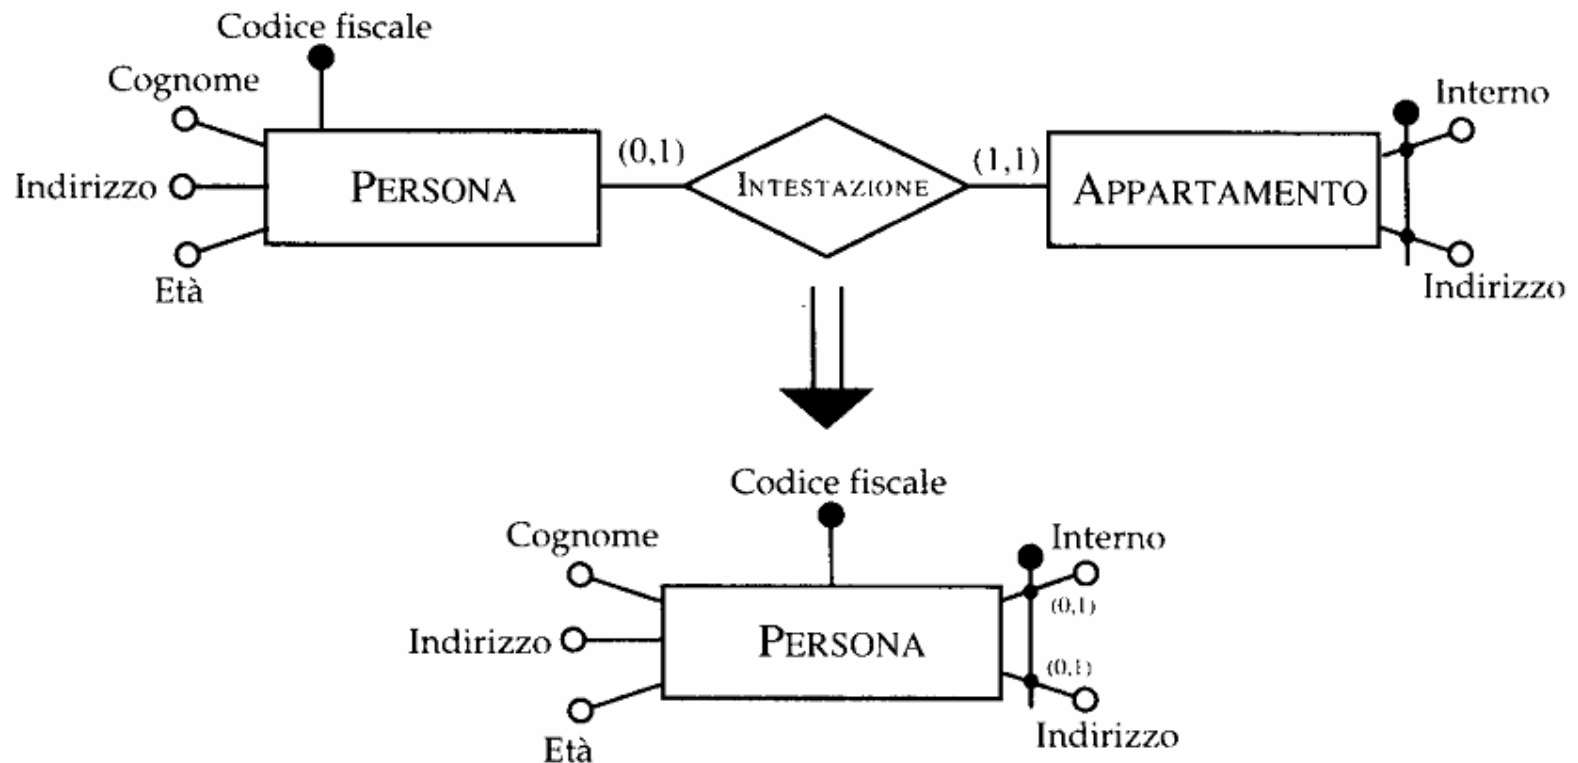 Codice fiscale
Cognome
Interno
(0,1)
(1,1)
Indirizzo
PERSONA
INTESTAZIONE
APPARTAMENTO
Età
Indirizzo
Codice fiscale
Cognome
Interno
(0,1)
Indirizzo
PERSONA
(0,1)
Età
Indirizzo